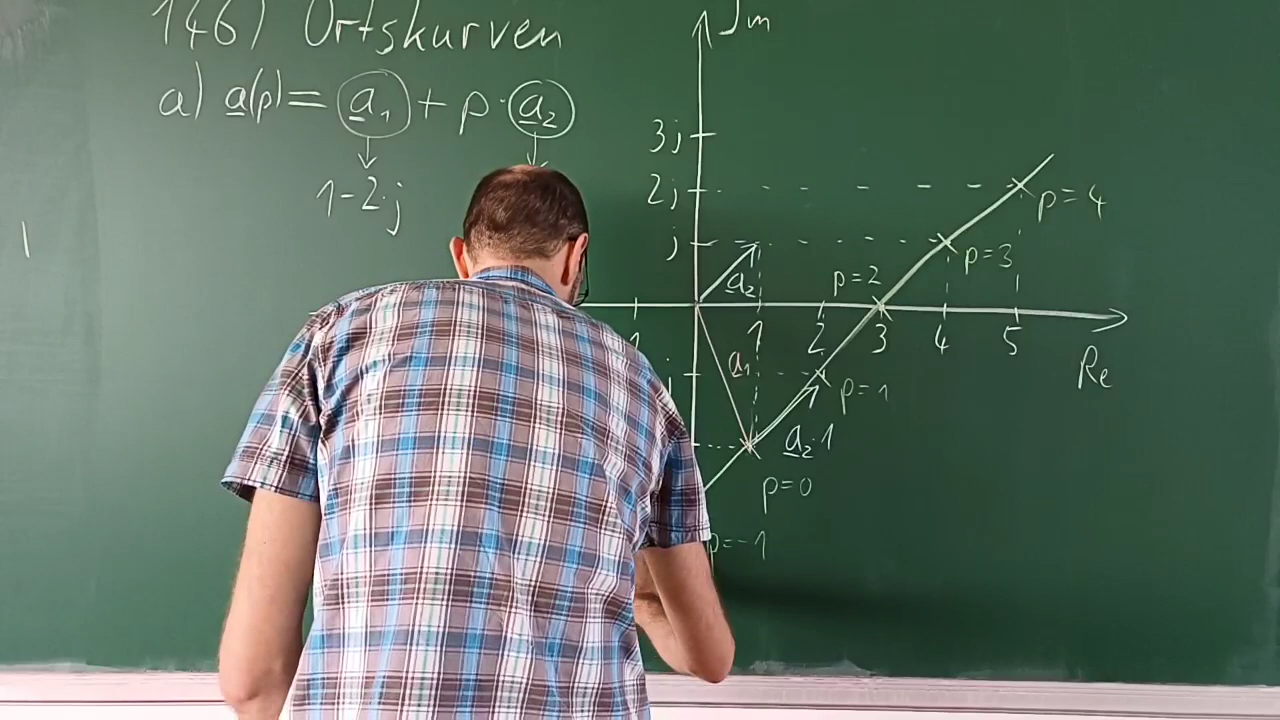 146) Ortskurven
a) a(p) = a₁ + p · a₂
1-2·j
Im
3j
2j
j
p=4
p=3
p=2
a₂
1 2 3 4 5
Re
a₁
p=1
a₂·1
p=0
p=-1